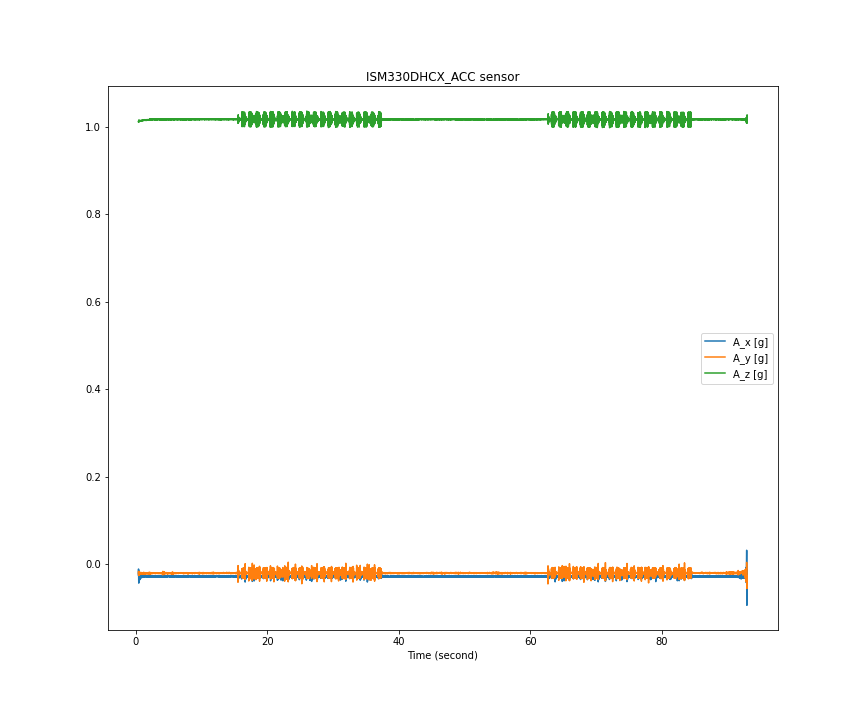 ISM330DHCX_ACC sensor
1.0
0.8
0.6
0.4
0.2
0.0
A_x [g]
A_y [g]
A_z [g]
0 20 40 60 80
Time (second)